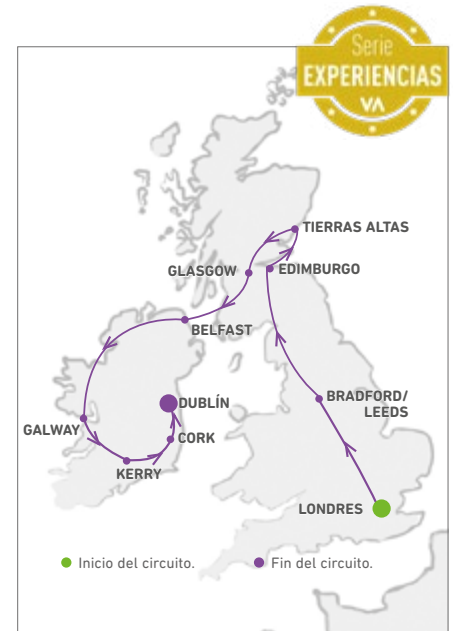 Serie
EXPERIENCIAS
VA
TIERRAS ALTAS
GLASGOW
EDIMBURGO
BELFAST
BRADFORD/
LEEDS
DUBLÍN
GALWAY
CORK
KERRY
LONDRES
Inicio del circuito.
Fin del circuito.